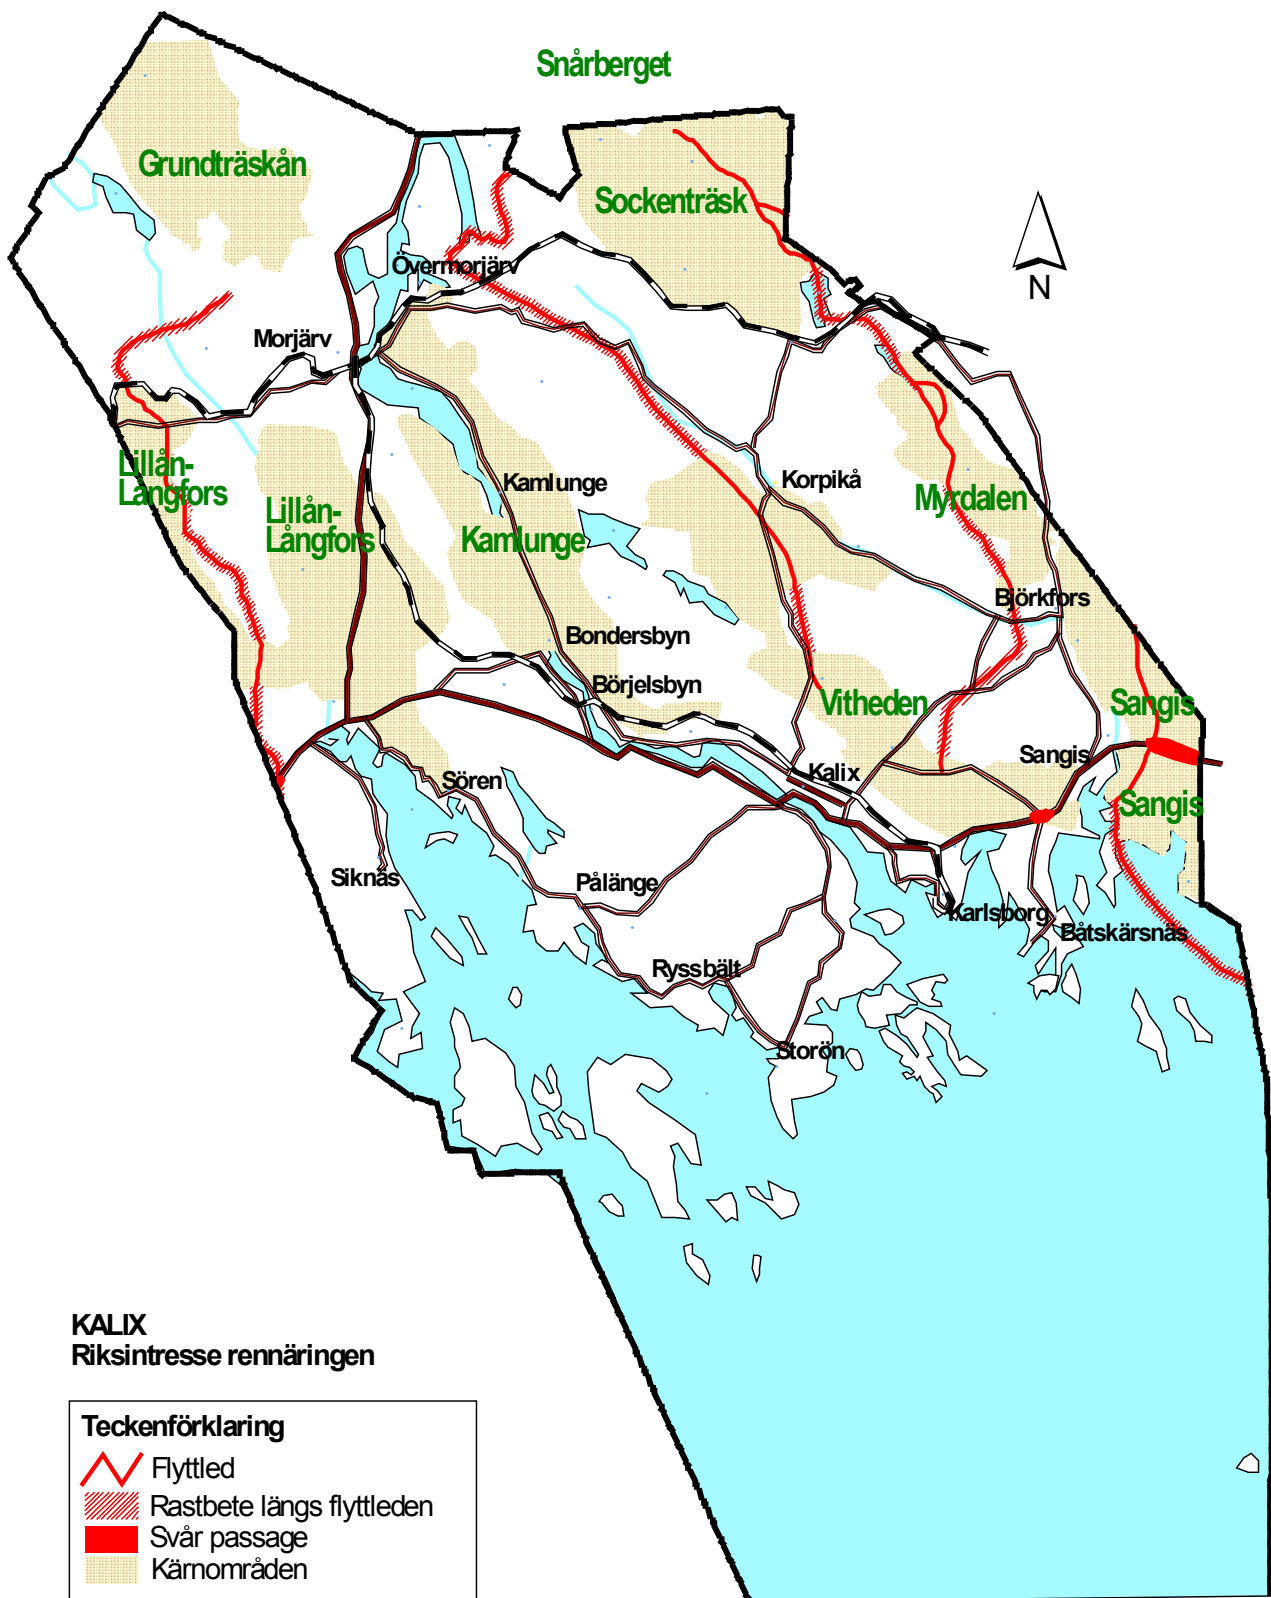 Snårberget
Grundträskån
Sockenträsk
Övermorjärv
N
Morjärv
Lillån-
Långfors
Lillån-
Långfors
Kamlunge
Kamlunge
Korpikå
Myrdalen
Björkfors
Bondersbyn
Börjelsbyn
Vitheden
Sangis
Sangis
Kalix
Sören
Sangis
Siknäs
Pålänge
Karlsborg
Båtskärsnäs
Ryssbält
Storön
KALIX
Riksintresse rennäringen
Teckenförklaring
Flyttled
Rastbete längs flyttleden
Svår passage
Kärnområden